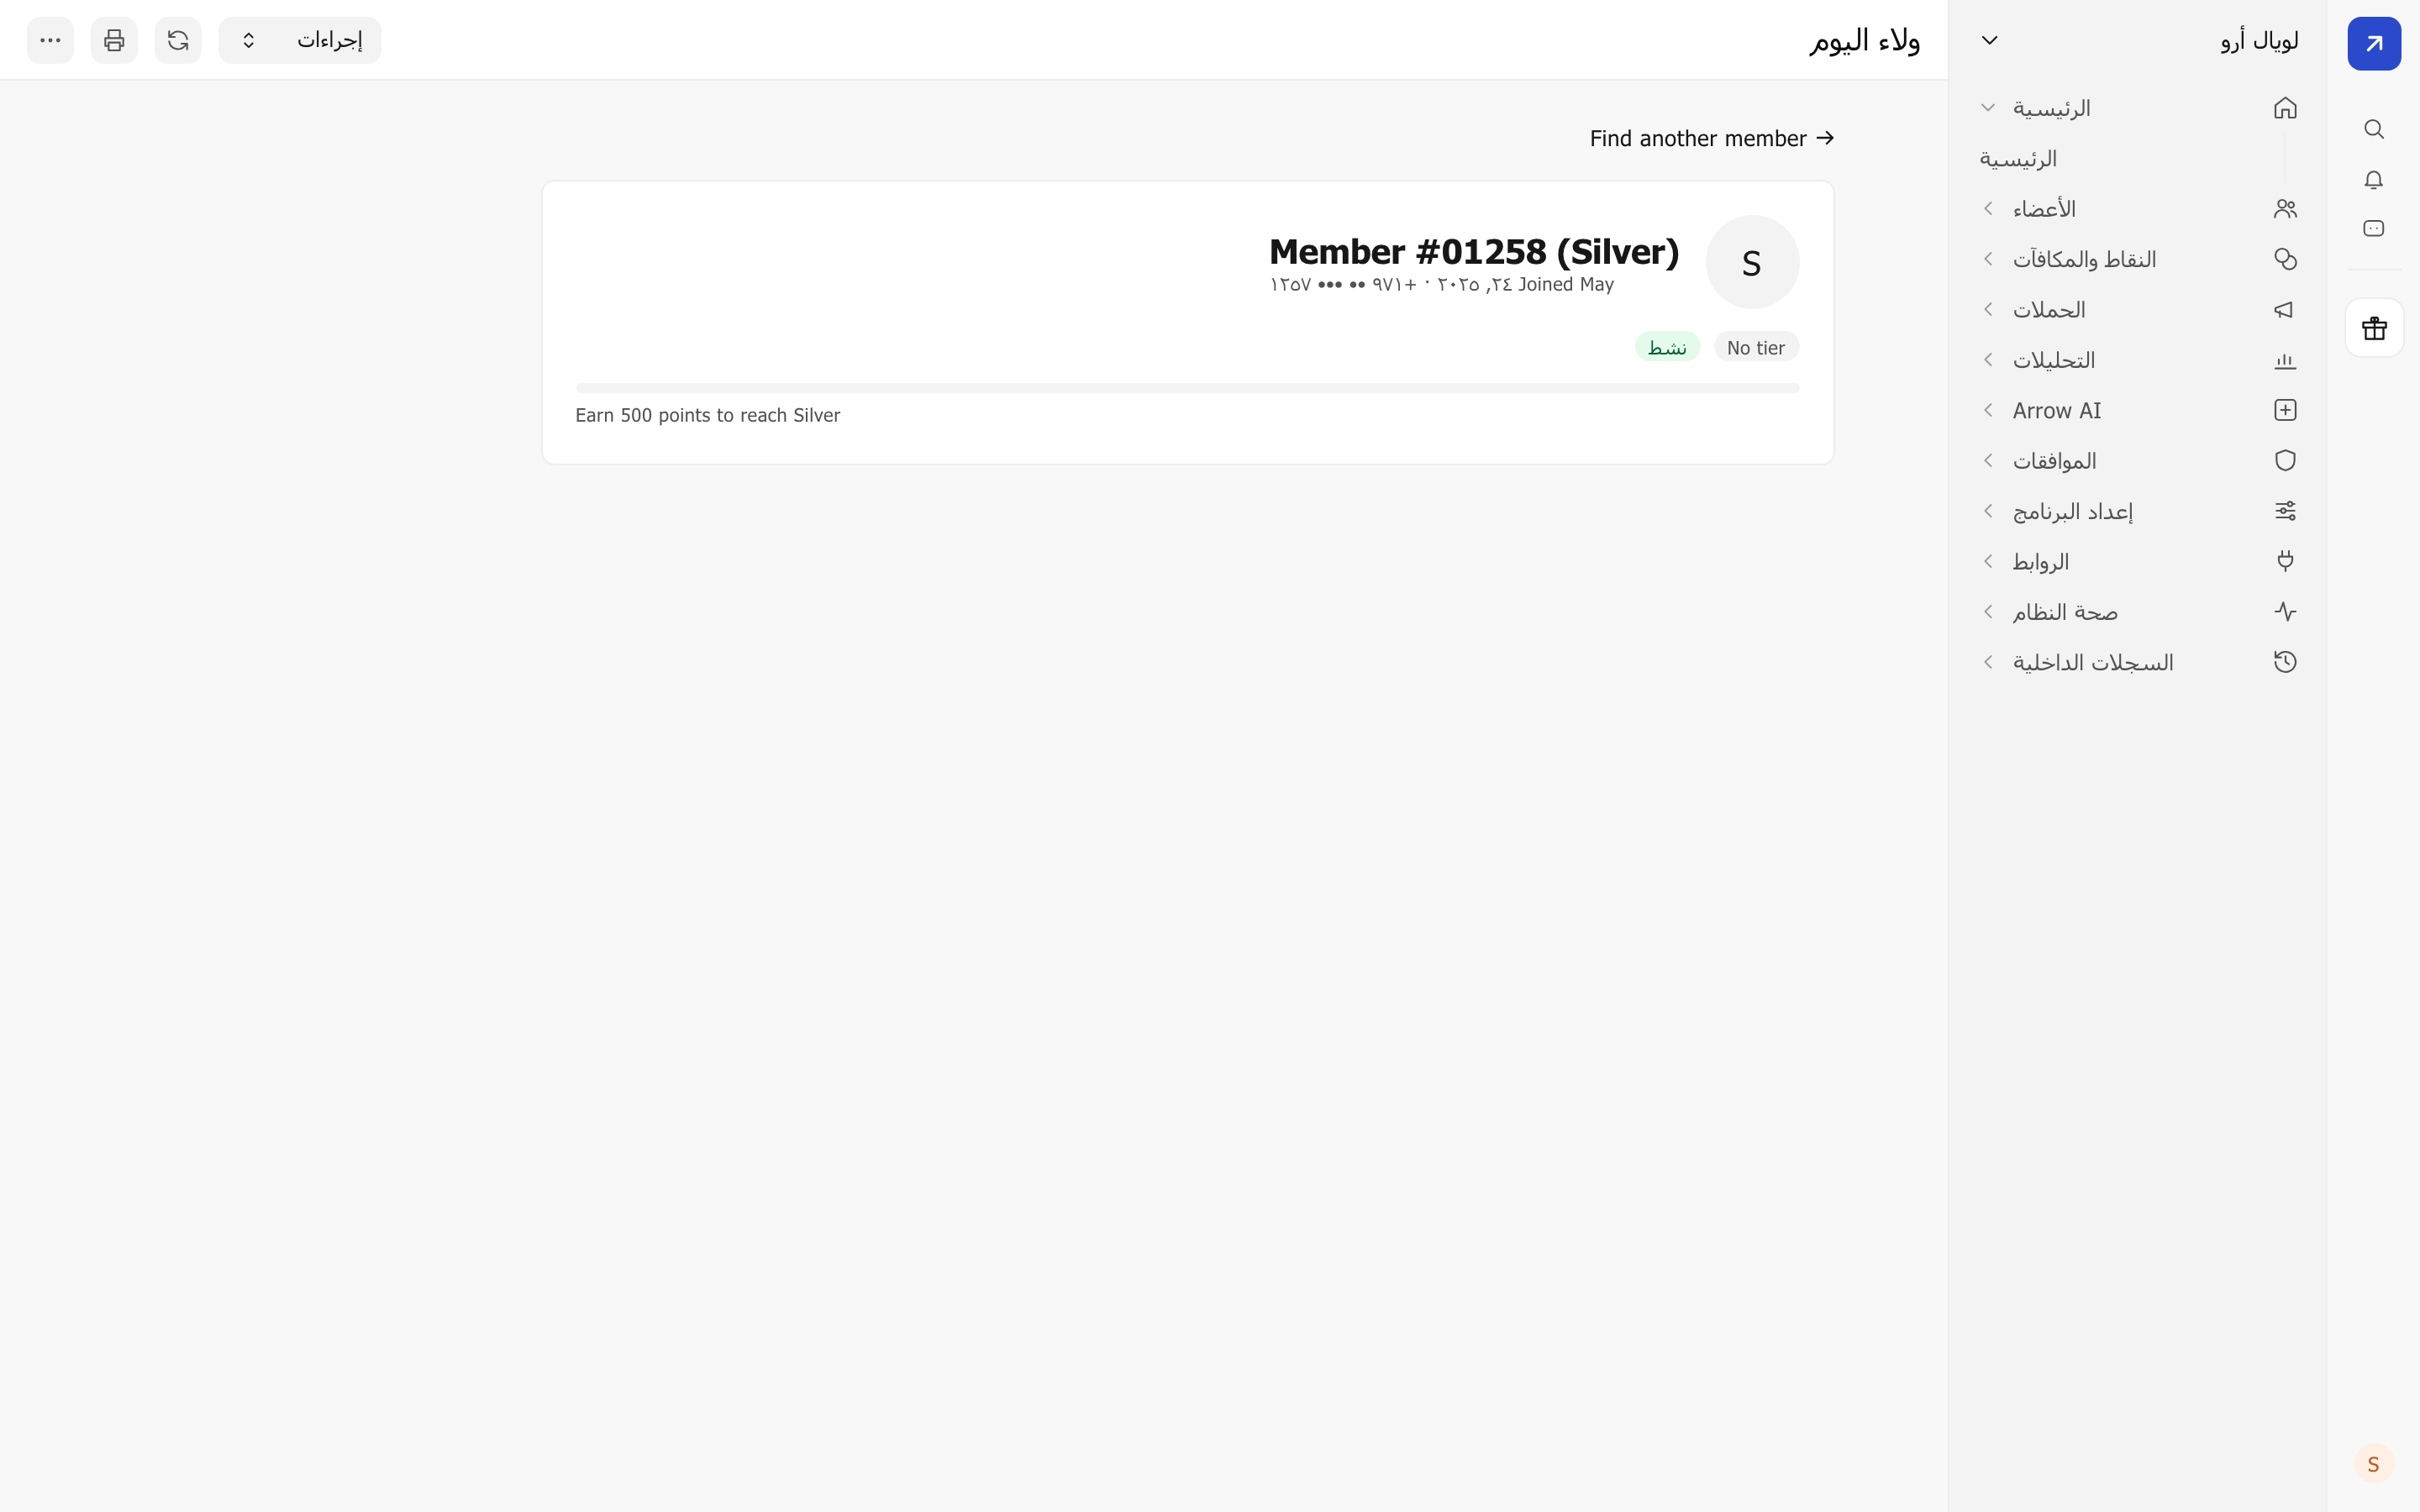 لويال أرو
ولاء اليوم
إجراءات
الرئيسية
الرئيسية
الأعضاء
النقاط والمكافآت
الحملات
التحليلات
Arrow AI
الموافقات
إعداد البرنامج
الروابط
صحة النظام
السجلات الداخلية
Find another member
S
Member #01258 (Silver)
Joined May ٢٤, ٢٠٢٥ · +٩٧١ •• ••• ١٢٥٧
No tier
نشط
Earn 500 points to reach Silver
S